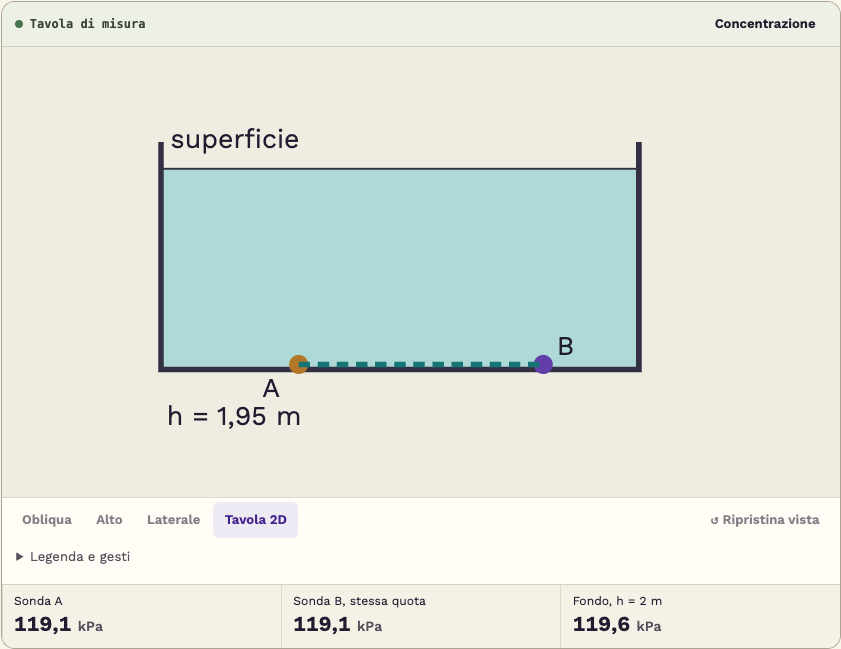 Tavola di misura
Concentrazione
superficie
B
A
h = 1,95 m
Obliqua Alto Laterale Tavola 2D ↺ Ripristina vista
▶ Legenda e gesti
Sonda A
119,1 kPa
Sonda B, stessa quota
119,1 kPa
Fondo, h = 2 m
119,6 kPa